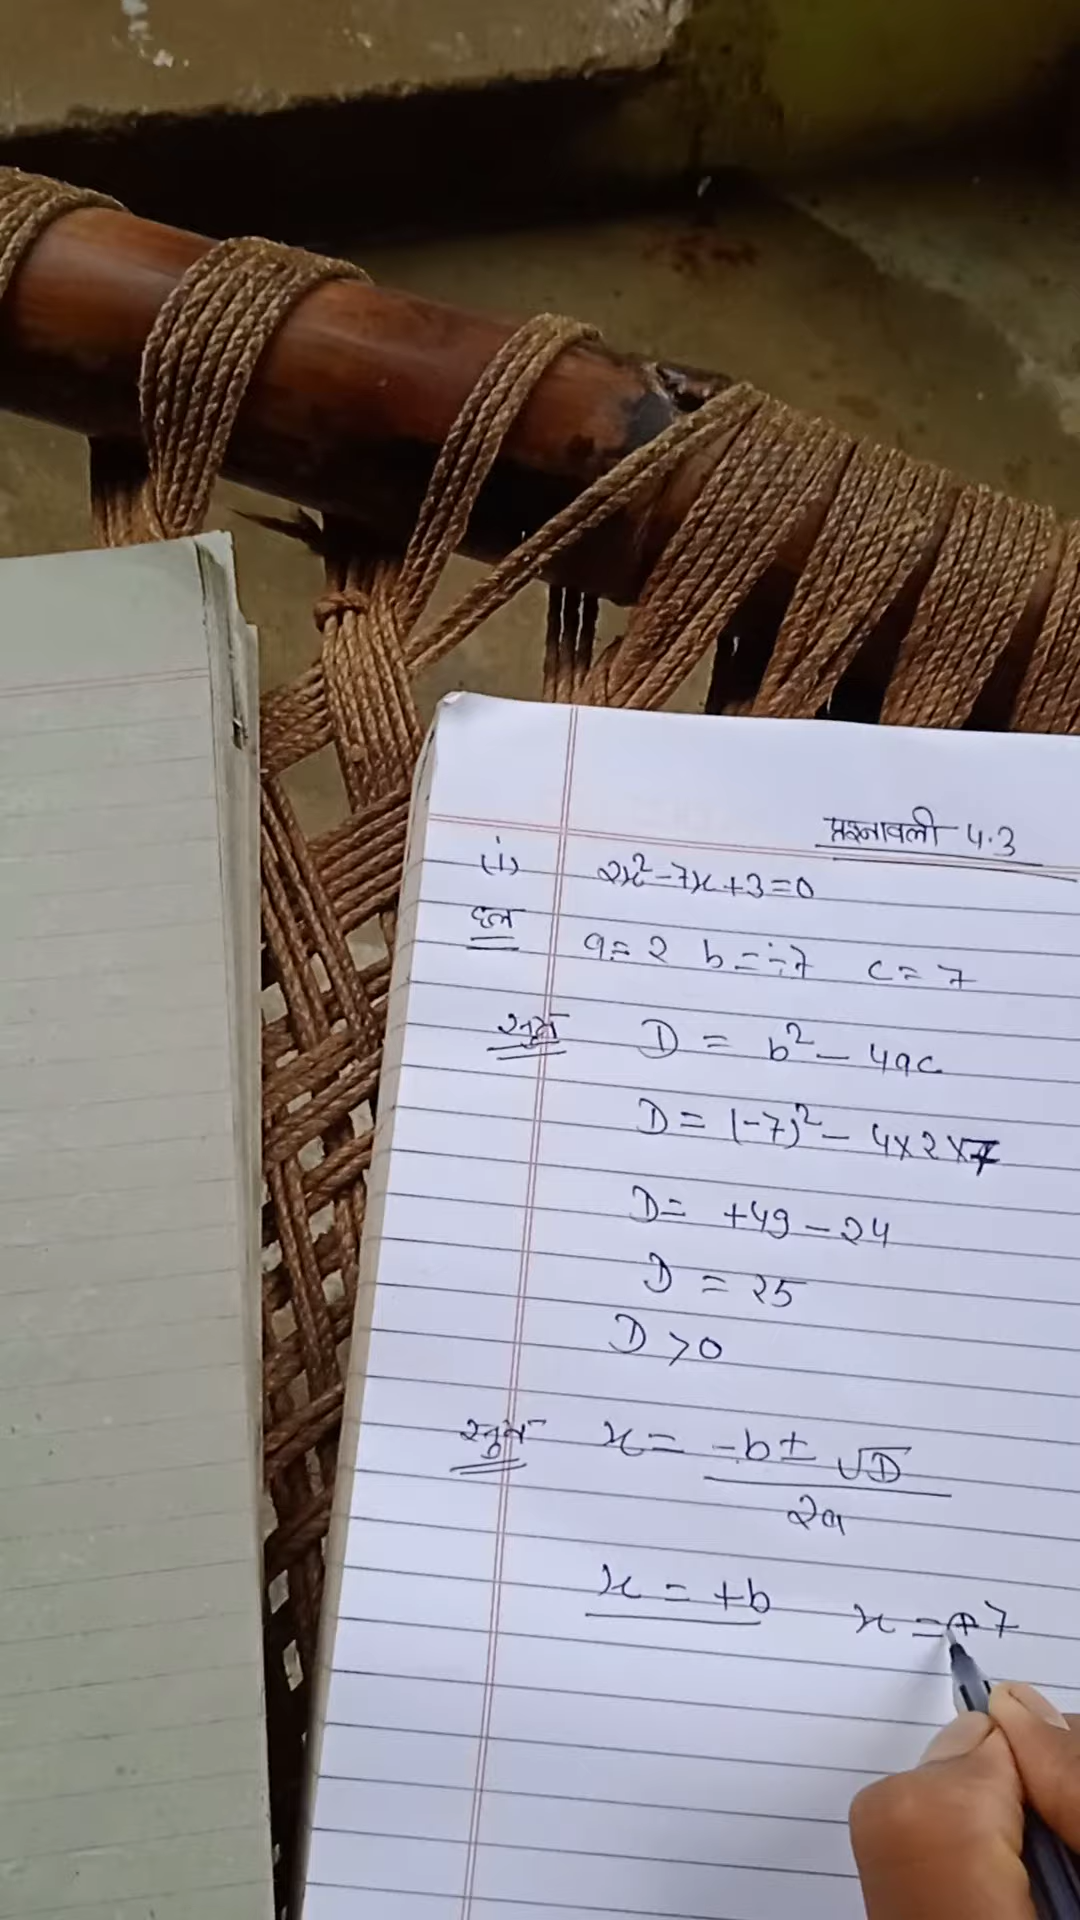 प्रश्नावली 4.3
(i) 2x²-7x+3=0
हल a=2 b=-7 c=7
सूत्र D = b²-4ac
D=(-7)²-4×2×7
D= +49-24
D = 25
D>0
सूत्र x= -b± √D
2a
x = +b x = +7